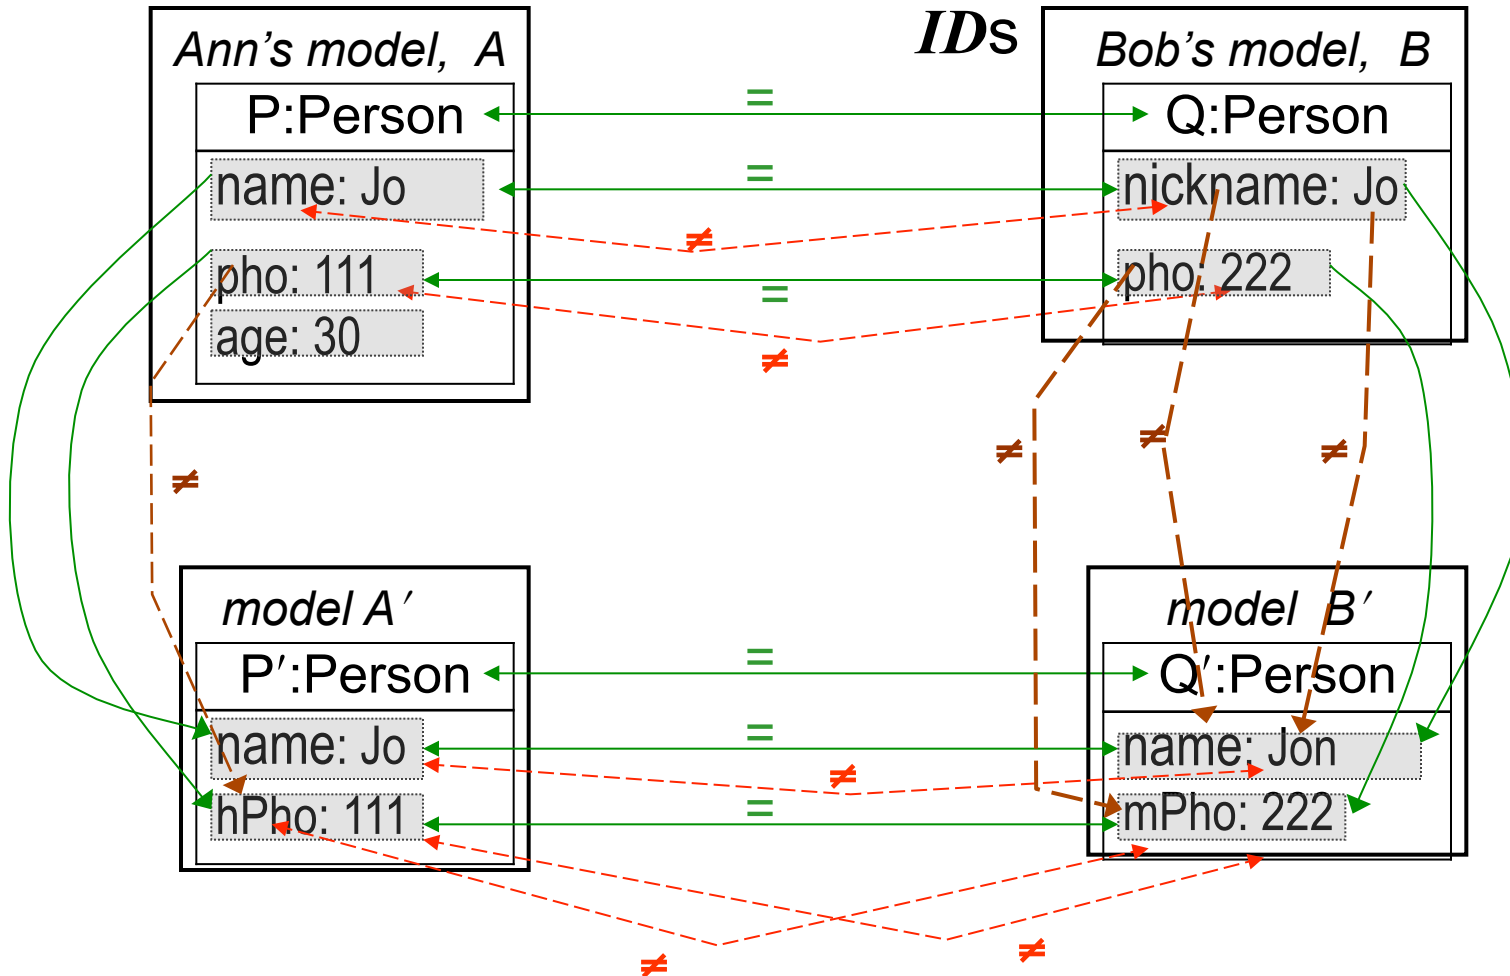 Ann's model, A
IDs
Bob's model, B
P:Person
=
Q:Person
name: Jo
=
nickname: Jo
≠
pho: 111
=
pho: 222
age: 30
≠
≠
≠
≠
≠
model A′
model B′
P′:Person
=
Q′:Person
name: Jo
=
name: Jon
≠
hPho: 111
=
mPho: 222
≠
≠